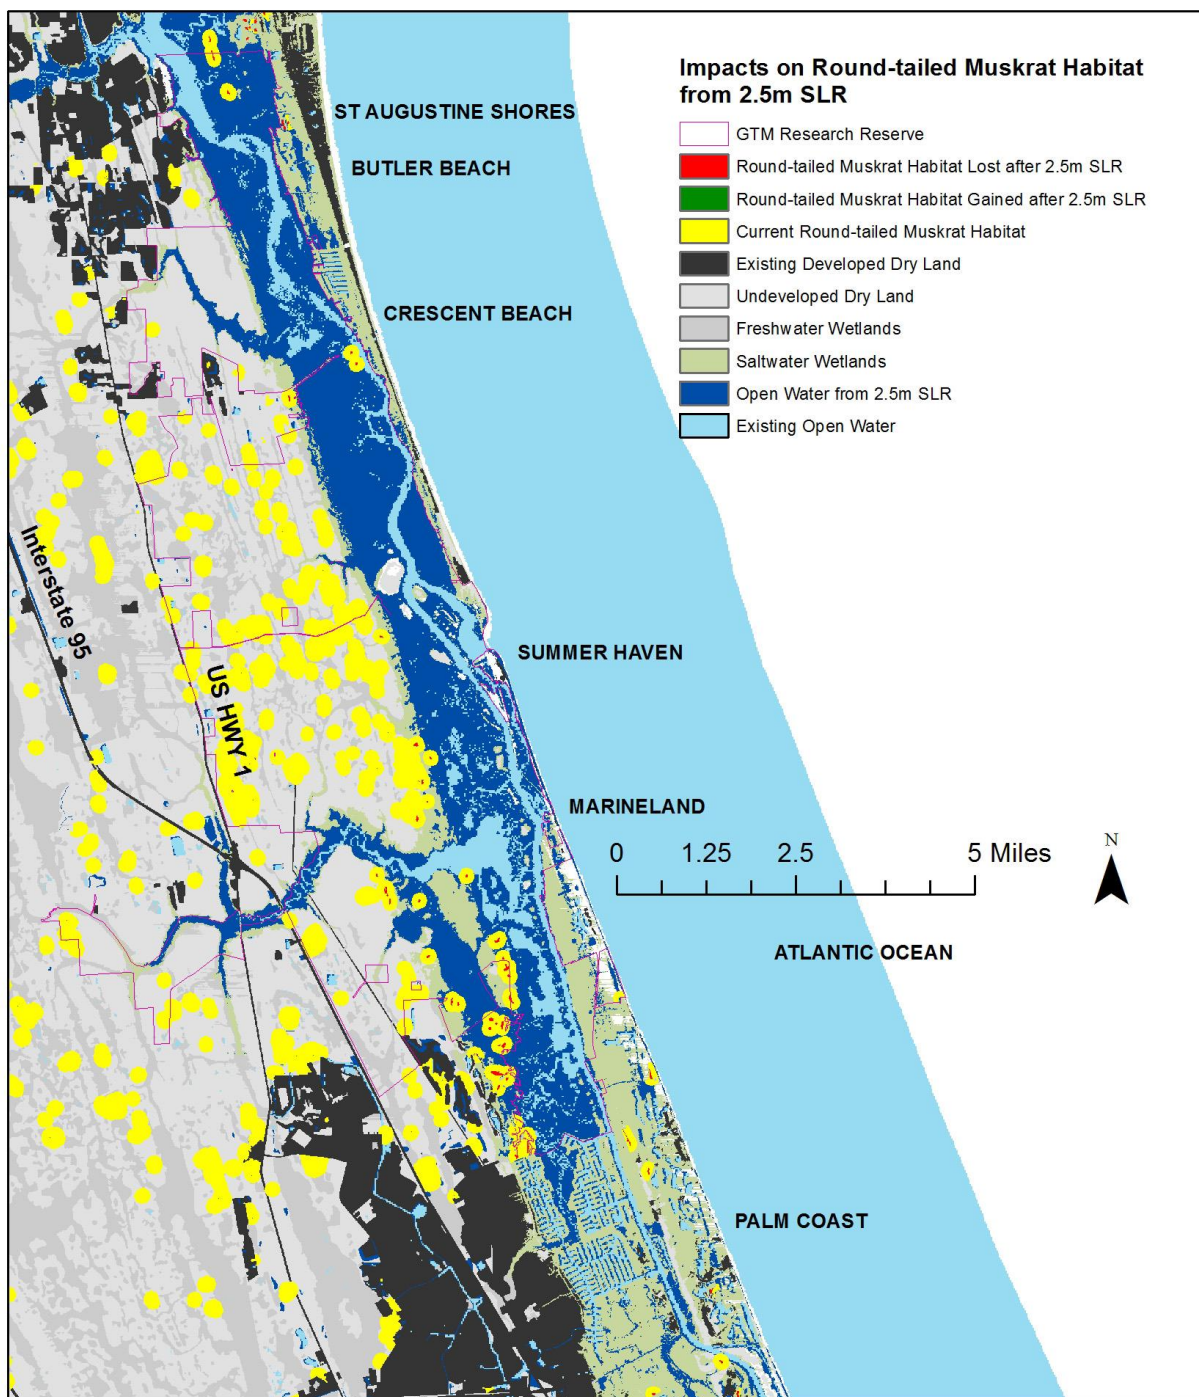 Impacts on Round-tailed Muskrat Habitat
from 2.5m SLR
GTM Research Reserve
Round-tailed Muskrat Habitat Lost after 2.5m SLR
Round-tailed Muskrat Habitat Gained after 2.5m SLR
Current Round-tailed Muskrat Habitat
Existing Developed Dry Land
Undeveloped Dry Land
Freshwater Wetlands
Saltwater Wetlands
Open Water from 2.5m SLR
Existing Open Water
ST AUGUSTINE SHORES
BUTLER BEACH
CRESCENT BEACH
Interstate 95
US HWY 1
SUMMER HAVEN
MARINELAND
0 1.25 2.5 5 Miles
N
ATLANTIC OCEAN
PALM COAST